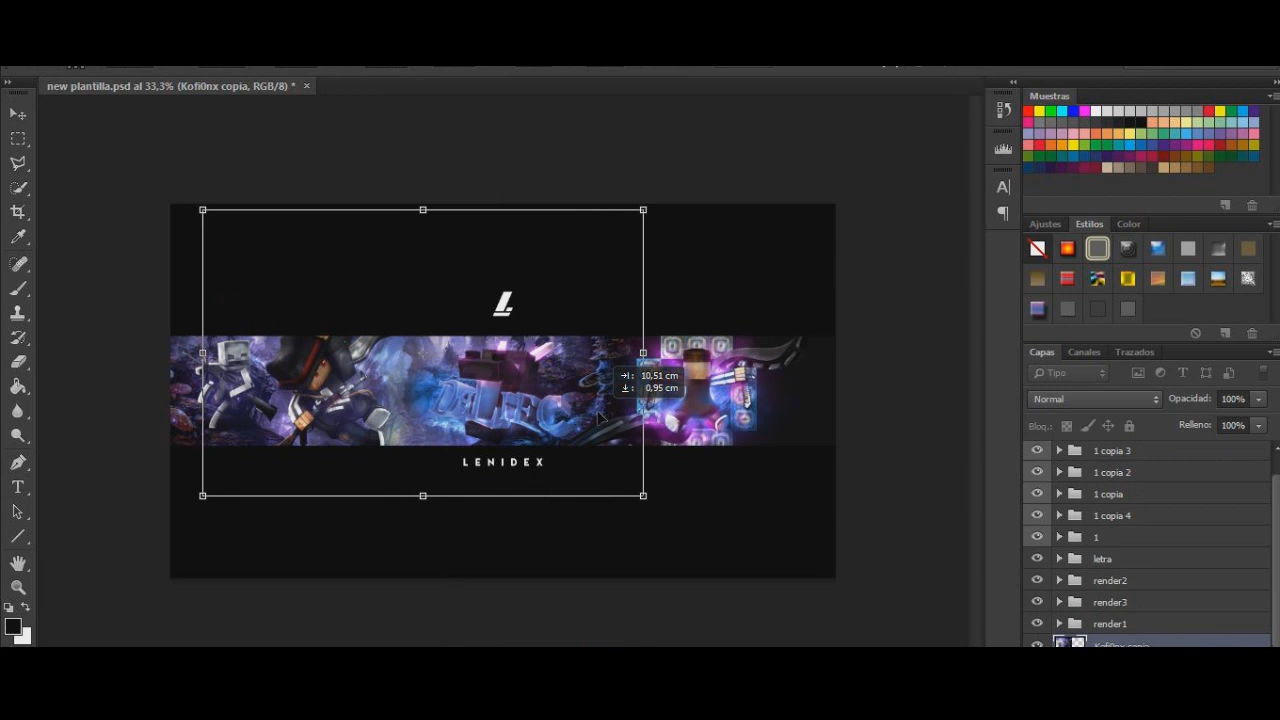 new plantilla.psd al 33,3% (Kofi0nx copia, RGB/8) * ×
Muestras
Ajustes Estilos Color
Capas Canales Trazados
Tipo
Normal Opacidad: 100%
Bloq.: Relleno: 100%
1 copia 3
1 copia 2
1 copia
1 copia 4
1
letra
render2
render3
render1
Kofi0nx copia
10,51 cm
0,95 cm
LENIDEX